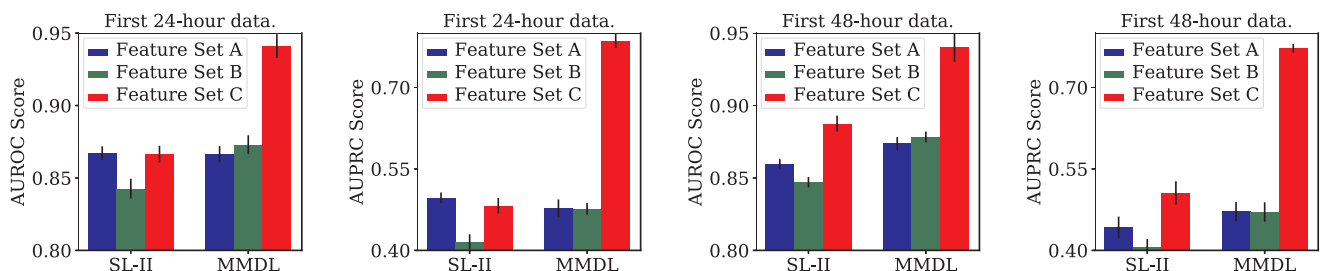 First 24-hour data.
AUROC Score
0.95
0.90
0.85
0.80
Feature Set A
Feature Set B
Feature Set C
SL-II MMDL
First 24-hour data.
AUPRC Score
0.70
0.55
0.40
Feature Set A
Feature Set B
Feature Set C
SL-II MMDL
First 48-hour data.
AUROC Score
0.95
0.90
0.85
0.80
Feature Set A
Feature Set B
Feature Set C
SL-II MMDL
First 48-hour data.
AUPRC Score
0.70
0.55
0.40
Feature Set A
Feature Set B
Feature Set C
SL-II MMDL